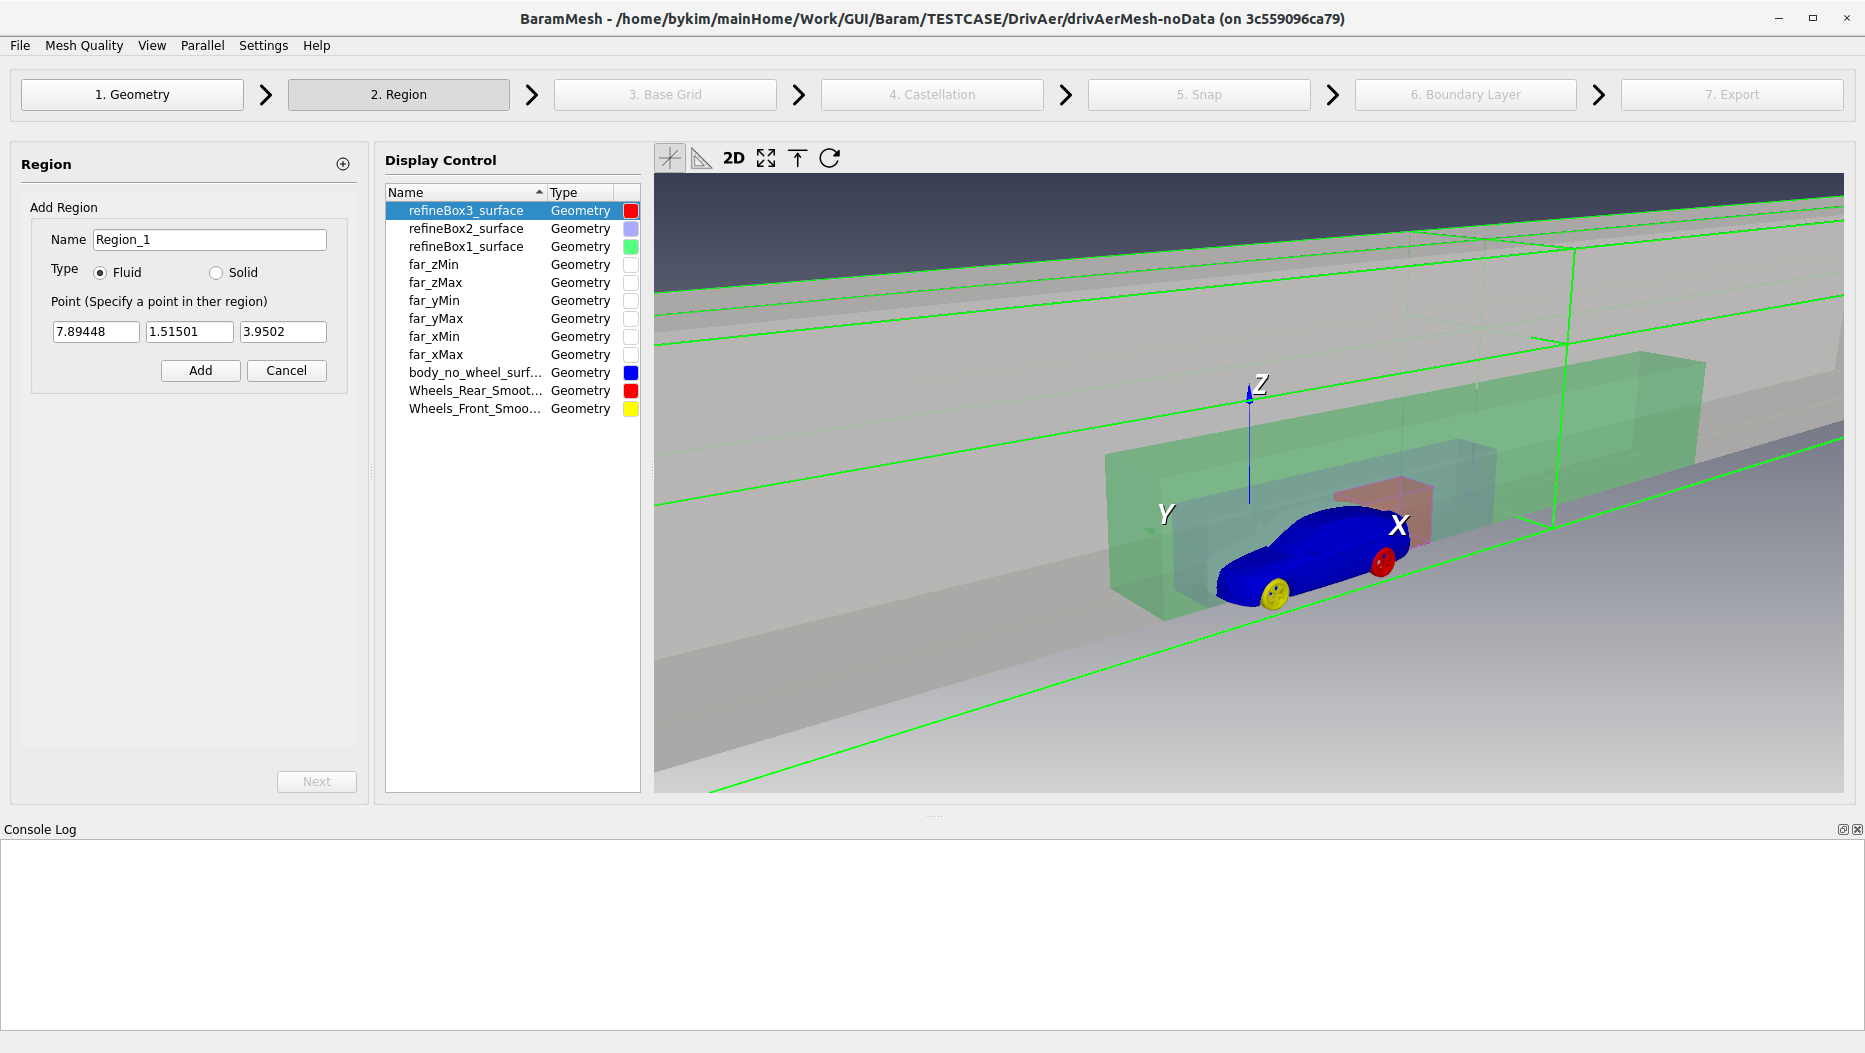 BaramMesh - /home/bykim/mainHome/Work/GUI/Baram/TESTCASE/DrivAer/drivAerMesh-noData (on 3c559096ca79)
File Mesh Quality View Parallel Settings Help
1. Geometry 2. Region 3. Base Grid 4. Castellation 5. Snap 6. Boundary Layer 7. Export
Region
Add Region
Name Region_1
Type Fluid Solid
Point (Specify a point in ther region)
7.89448 1.51501 3.9502
Add Cancel
Next
Display Control
2D
Name Type
refineBox3_surface Geometry
refineBox2_surface Geometry
refineBox1_surface Geometry
far_zMin Geometry
far_zMax Geometry
far_yMin Geometry
far_yMax Geometry
far_xMin Geometry
far_xMax Geometry
body_no_wheel_surf... Geometry
Wheels_Rear_Smoot... Geometry
Wheels_Front_Smoo... Geometry
Z
Y
X
Console Log